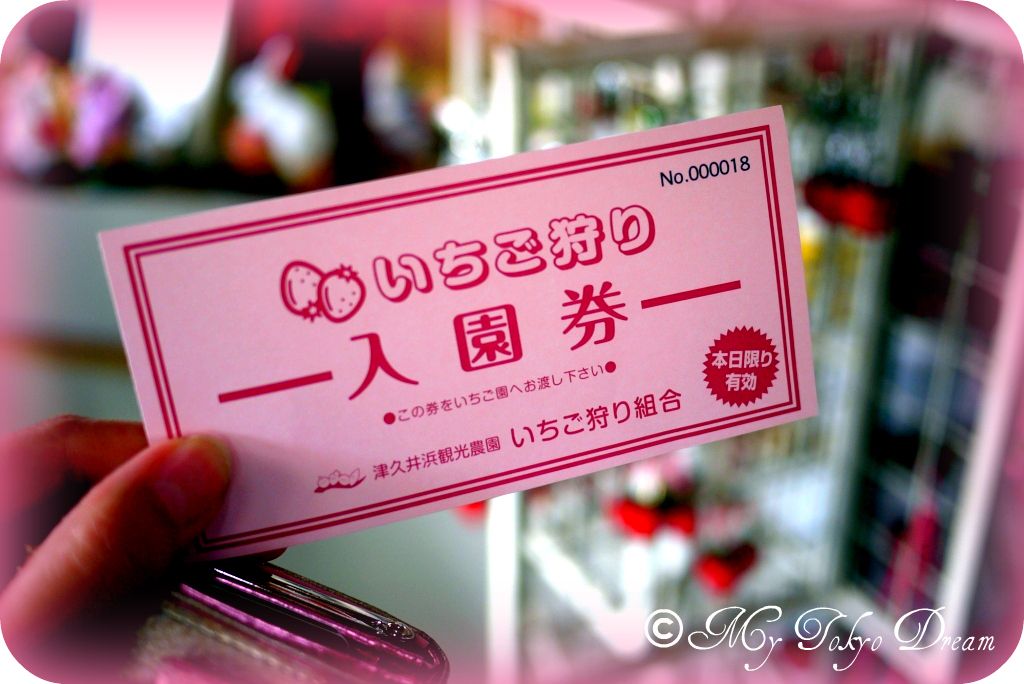 No.000018
いちご狩り
入園券
●この券をいちご園へお渡し下さい●
本日限り
有効
津久井浜観光農園 いちご狩り組合
© My Tokyo Dream